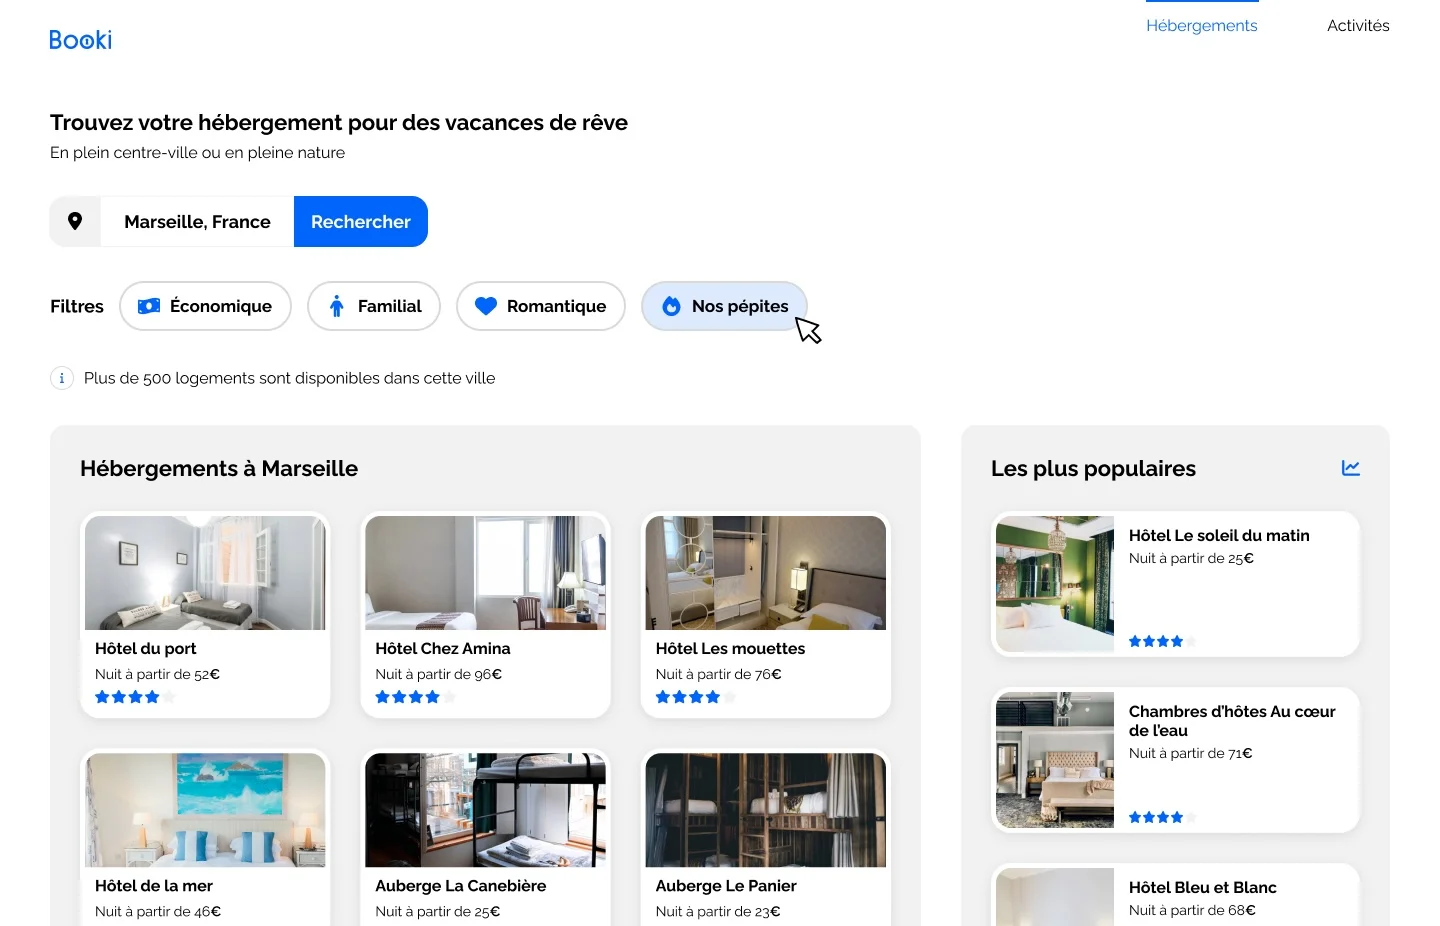 Booki
Hébergements
Activités
Trouvez votre hébergement pour des vacances de rêve
En plein centre-ville ou en pleine nature
Marseille, France
Rechercher
Filtres
Économique
Familial
Romantique
Nos pépites
Plus de 500 logements sont disponibles dans cette ville
Hébergements à Marseille
Hôtel du port
Nuit à partir de 52€
Hôtel Chez Amina
Nuit à partir de 96€
Hôtel Les mouettes
Nuit à partir de 76€
Hôtel de la mer
Nuit à partir de 46€
Auberge La Canebière
Nuit à partir de 25€
Auberge Le Panier
Nuit à partir de 23€
Les plus populaires
Hôtel Le soleil du matin
Nuit à partir de 25€
Chambres d’hôtes Au cœur
de l’eau
Nuit à partir de 71€
Hôtel Bleu et Blanc
Nuit à partir de 68€